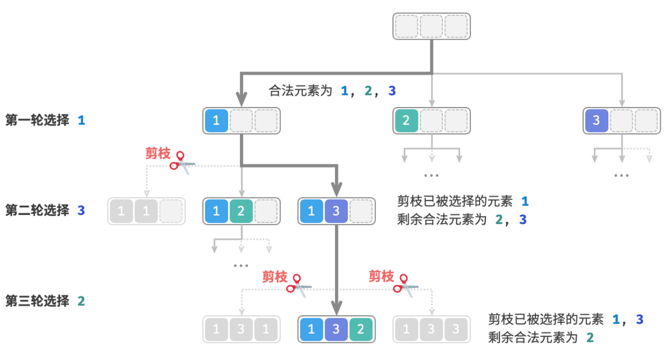 合法元素为 1, 2, 3
第一轮选择 1
1
2
3
剪枝
...
...
第二轮选择 3
1 1
1 2
1 3
剪枝已被选择的元素 1
剩余合法元素为 2, 3
...
剪枝
剪枝
第三轮选择 2
1 3 1
1 3 2
1 3 3
剪枝已被选择的元素 1, 3
剩余合法元素为 2